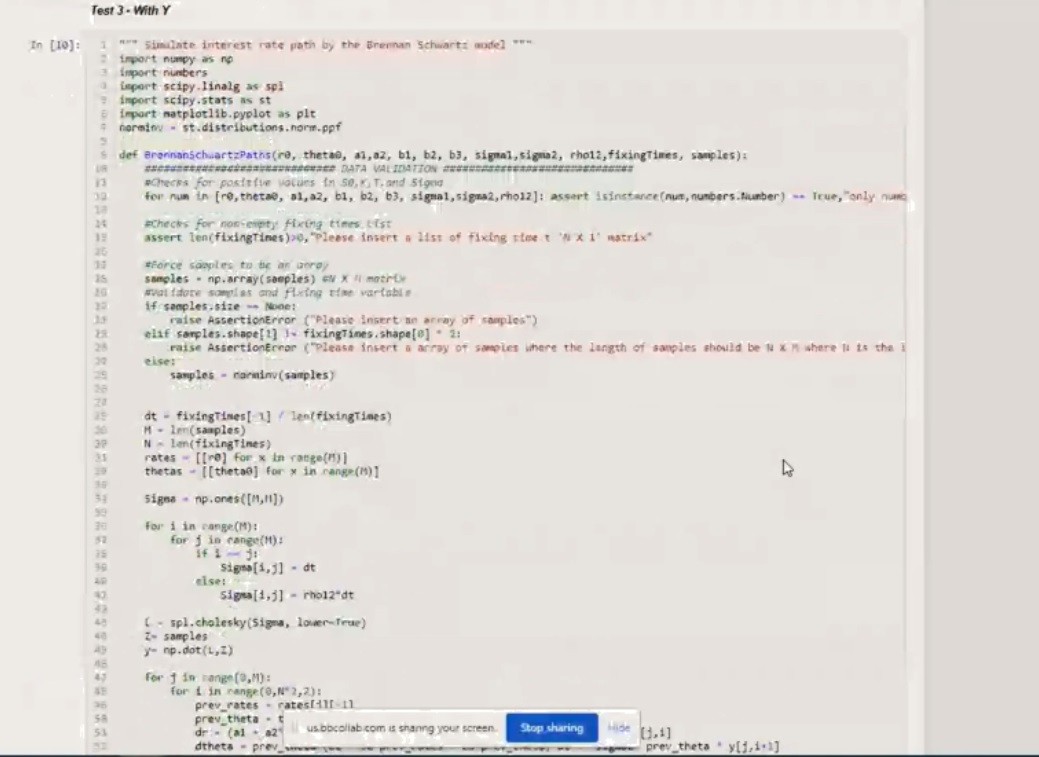 Test 3 - With Y
In [10]:
""" Simulate interest rate path by the Brennan Schwartz model """
import numpy as np
import numbers
import scipy.linalg as spl
import scipy.stats as st
import matplotlib.pyplot as plt
norminv = st.distributions.norm.ppf
def BrennanSchwartzPaths(r0, theta0, a1,a2, b1, b2, b3, sigma1,sigma2, rho12,fixingTimes, samples):
############################# DATA VALIDATION #############################
#Checks for positive values in S0,K,T,and Sigma
for num in [r0,theta0, a1,a2, b1, b2, b3, sigma1,sigma2,rho12]: assert isinstance(num,numbers.Number) == True,"only numb
#Checks for non-empty fixing times list
assert len(fixingTimes)>0,"Please insert a list of fixing time t 'N X 1' matrix"
#Force samples to be an array
samples = np.array(samples) #N X M matrix
#Validate samples and fixing time variable
if samples.size == None:
raise AssertionError ("Please insert an array of samples")
elif samples.shape[1] != fixingTimes.shape[0] * 2:
raise AssertionError ("Please insert a array of samples where the length of samples should be N X M where N is the
else:
samples = norminv(samples)
dt = fixingTimes[-1] / len(fixingTimes)
M = len(samples)
N = len(fixingTimes)
rates = [[r0] for x in range(M)]
thetas = [[theta0] for x in range(M)]
Sigma = np.ones([M,M])
for i in range(M):
for j in range(M):
if i == j:
Sigma[i,j] = dt
else:
Sigma[i,j] = rho12*dt
L = spl.cholesky(Sigma, lower=True)
Z= samples
y= np.dot(L,Z)
for j in range(0,M):
for i in range(0,N*2,2):
prev_rates = rates[j][-1]
prev_theta = t
dr = (a1 + a2* [j,i]
dtheta = prev_ prev_theta * y[j,i+1]
us.bbcollab.com is sharing your screen.
Stop sharing
Hide